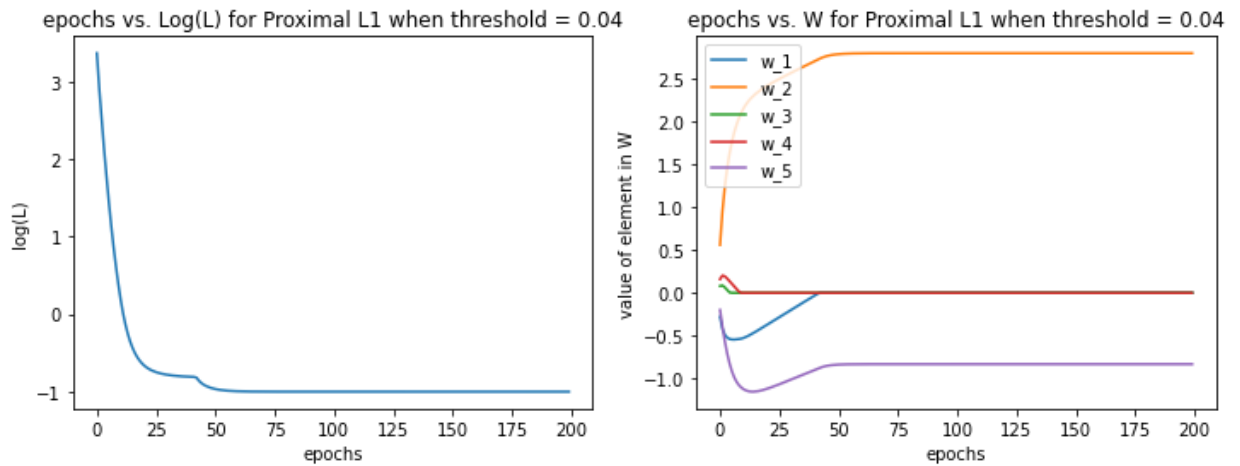 epochs vs. Log(L) for Proximal L1 when threshold = 0.04
log(L)
3
2
1
0
−1
0 25 50 75 100 125 150 175 200
epochs
epochs vs. W for Proximal L1 when threshold = 0.04
value of element in W
2.5
2.0
1.5
1.0
0.5
0.0
−0.5
−1.0
w_1
w_2
w_3
w_4
w_5
0 25 50 75 100 125 150 175 200
epochs